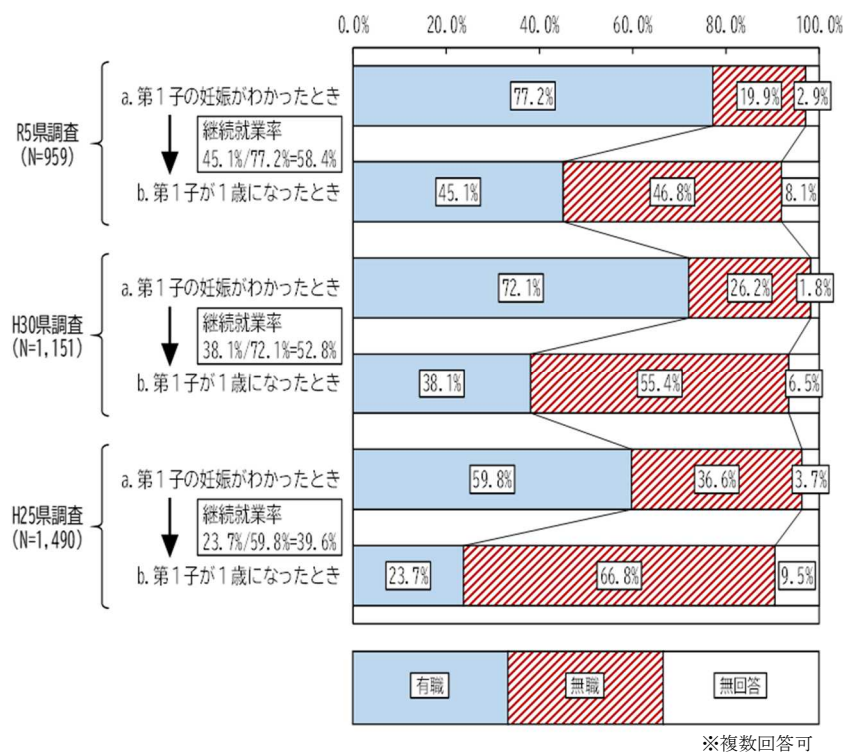 0.0% 20.0% 40.0% 60.0% 80.0% 100.0%
R5県調査
(N=959)
a.第1子の妊娠がわかったとき
77.2% 19.9% 2.9%
継続就業率
45.1%/77.2%=58.4%
b.第1子が1歳になったとき
45.1% 46.8% 8.1%
H30県調査
(N=1,151)
a.第1子の妊娠がわかったとき
72.1% 26.2% 1.8%
継続就業率
38.1%/72.1%=52.8%
b.第1子が1歳になったとき
38.1% 55.4% 6.5%
H25県調査
(N=1,490)
a.第1子の妊娠がわかったとき
59.8% 36.6% 3.7%
継続就業率
23.7%/59.8%=39.6%
b.第1子が1歳になったとき
23.7% 66.8% 9.5%
有職 無職 無回答
※複数回答可